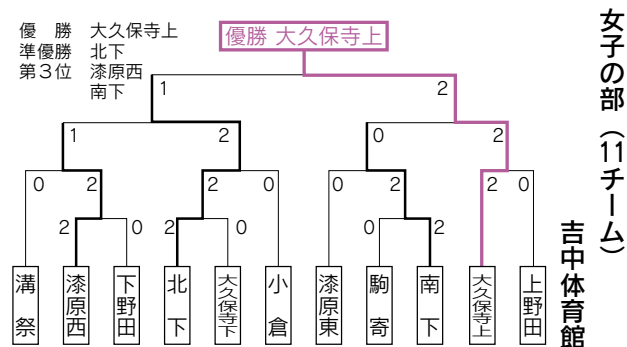 女子の部（11チーム）
吉中体育館
優　勝　大久保寺上
準優勝　北下
第３位　漆原西
南下
優勝 大久保寺上
1
2
1
2
0
2
0
2
2
0
0
2
2
0
2
0
2
0
0
2
溝祭
漆原西
下野田
北下
大久保寺下
小倉
漆原東
駒寄
南下
大久保寺上
上野田